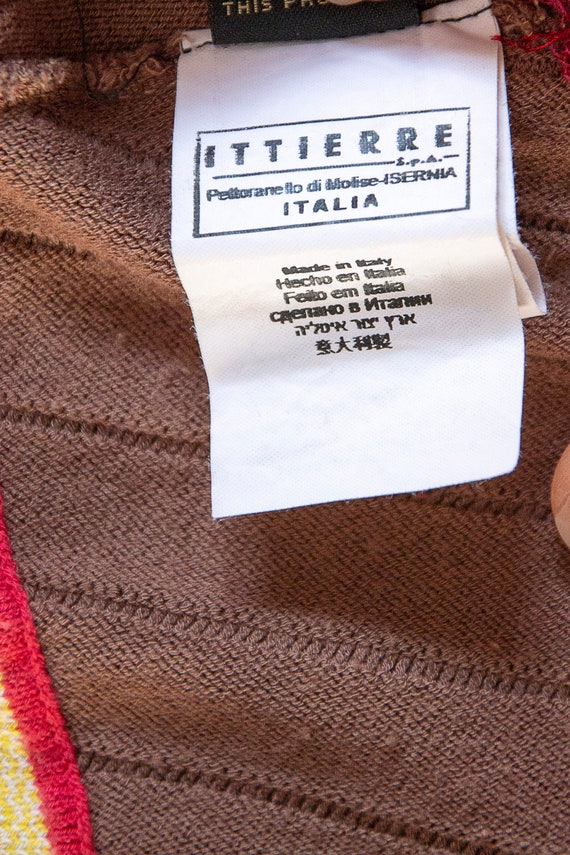 THIS PRO
ITTIERRE
S.p.A.
Pettoranello di Molise-ISERNIA
ITALIA
Made in Italy
Hecho en Italia
Feito em Italia
сделано в Италии
ארץ יצור איטליה
意大利製